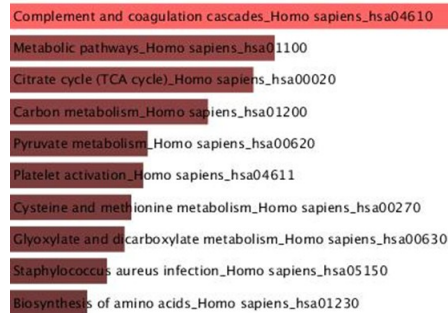 Complement and coagulation cascades_Homo sapiens_hsa04610
Metabolic pathways_Homo sapiens_hsa01100
Citrate cycle (TCA cycle)_Homo sapiens_hsa00020
Carbon metabolism_Homo sapiens_hsa01200
Pyruvate metabolism_Homo sapiens_hsa00620
Platelet activation_Homo sapiens_hsa04611
Cysteine and methionine metabolism_Homo sapiens_hsa00270
Glyoxylate and dicarboxylate metabolism_Homo sapiens_hsa00630
Staphylococcus aureus infection_Homo sapiens_hsa05150
Biosynthesis of amino acids_Homo sapiens_hsa01230